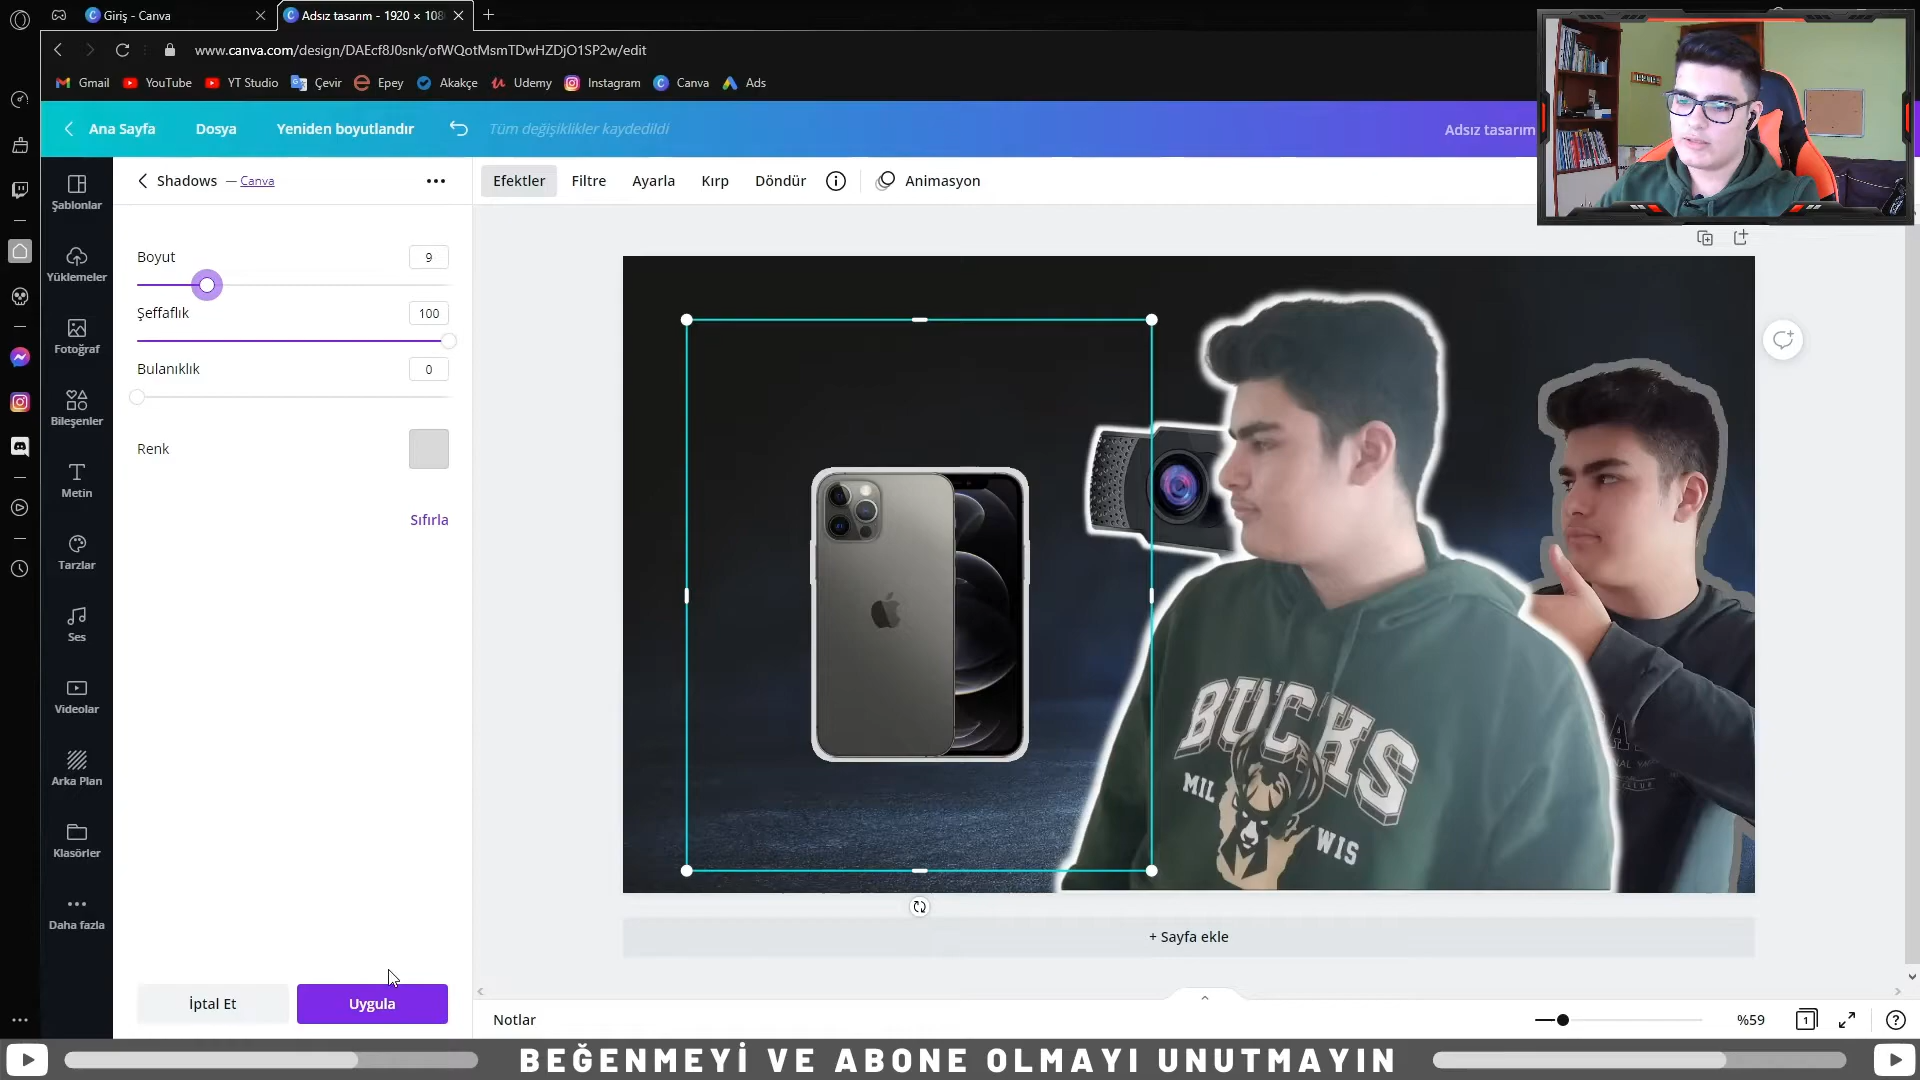 Giriş - Canva
Adsız tasarım - 1920 × 108
www.canva.com/design/DAEcf8J0snk/ofWQotMsmTDwHZDjO1SP2w/edit
Gmail YouTube YT Studio Çevir Epey Akakçe Udemy Instagram Canva Ads
Ana Sayfa Dosya Yeniden boyutlandır Tüm değişiklikler kaydedildi Adsız tasarım
Shadows — Canva
Efektler Filtre Ayarla Kırp Döndür Animasyon
Şablonlar
Yüklemeler
Fotoğraf
Bileşenler
Metin
Tarzlar
Ses
Videolar
Arka Plan
Klasörler
Daha fazla
Boyut 9
Şeffaflık 100
Bulanıklık 0
Renk
Sıfırla
İptal Et Uygula
BUCKS
MIL WIS
+ Sayfa ekle
Notlar %59 1
BEĞENMEYİ VE ABONE OLMAYI UNUTMAYIN